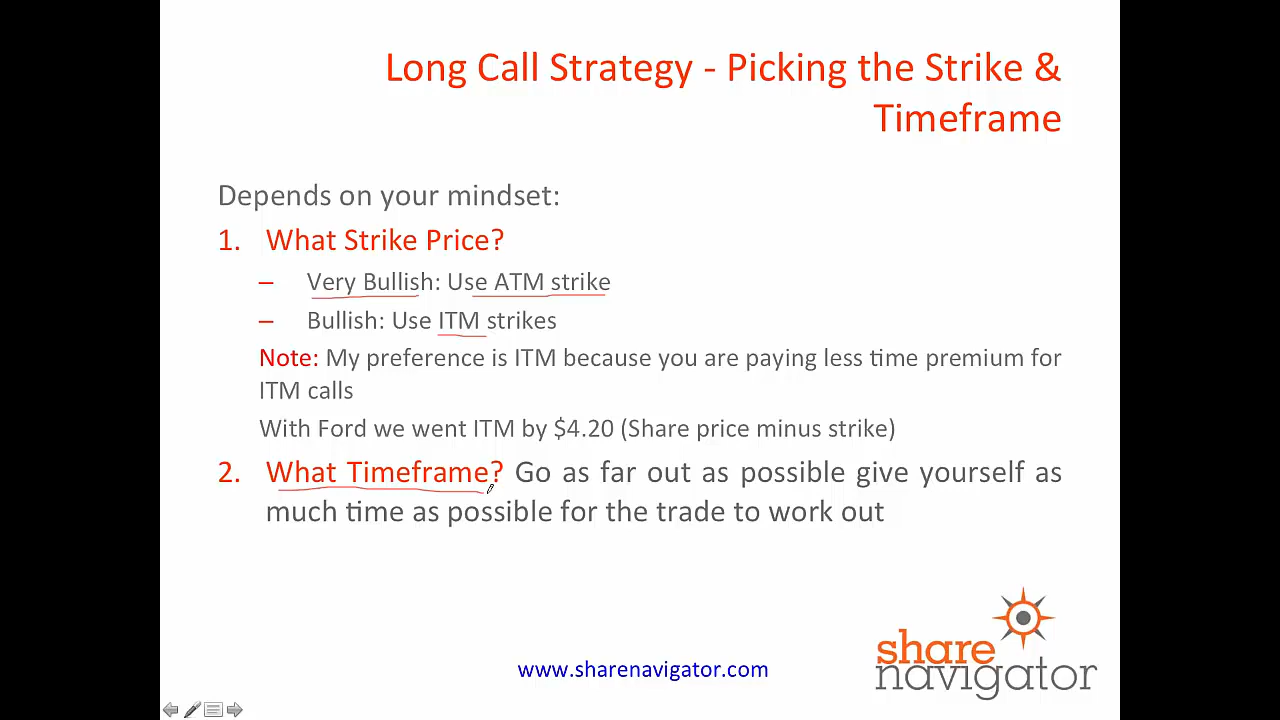 Long Call Strategy - Picking the Strike &
Timeframe
Depends on your mindset:
1. What Strike Price?
– Very Bullish: Use ATM strike
– Bullish: Use ITM strikes
Note: My preference is ITM because you are paying less time premium for
ITM calls
With Ford we went ITM by $4.20 (Share price minus strike)
2. What Timeframe? Go as far out as possible give yourself as
much time as possible for the trade to work out
www.sharenavigator.com
share
navigator